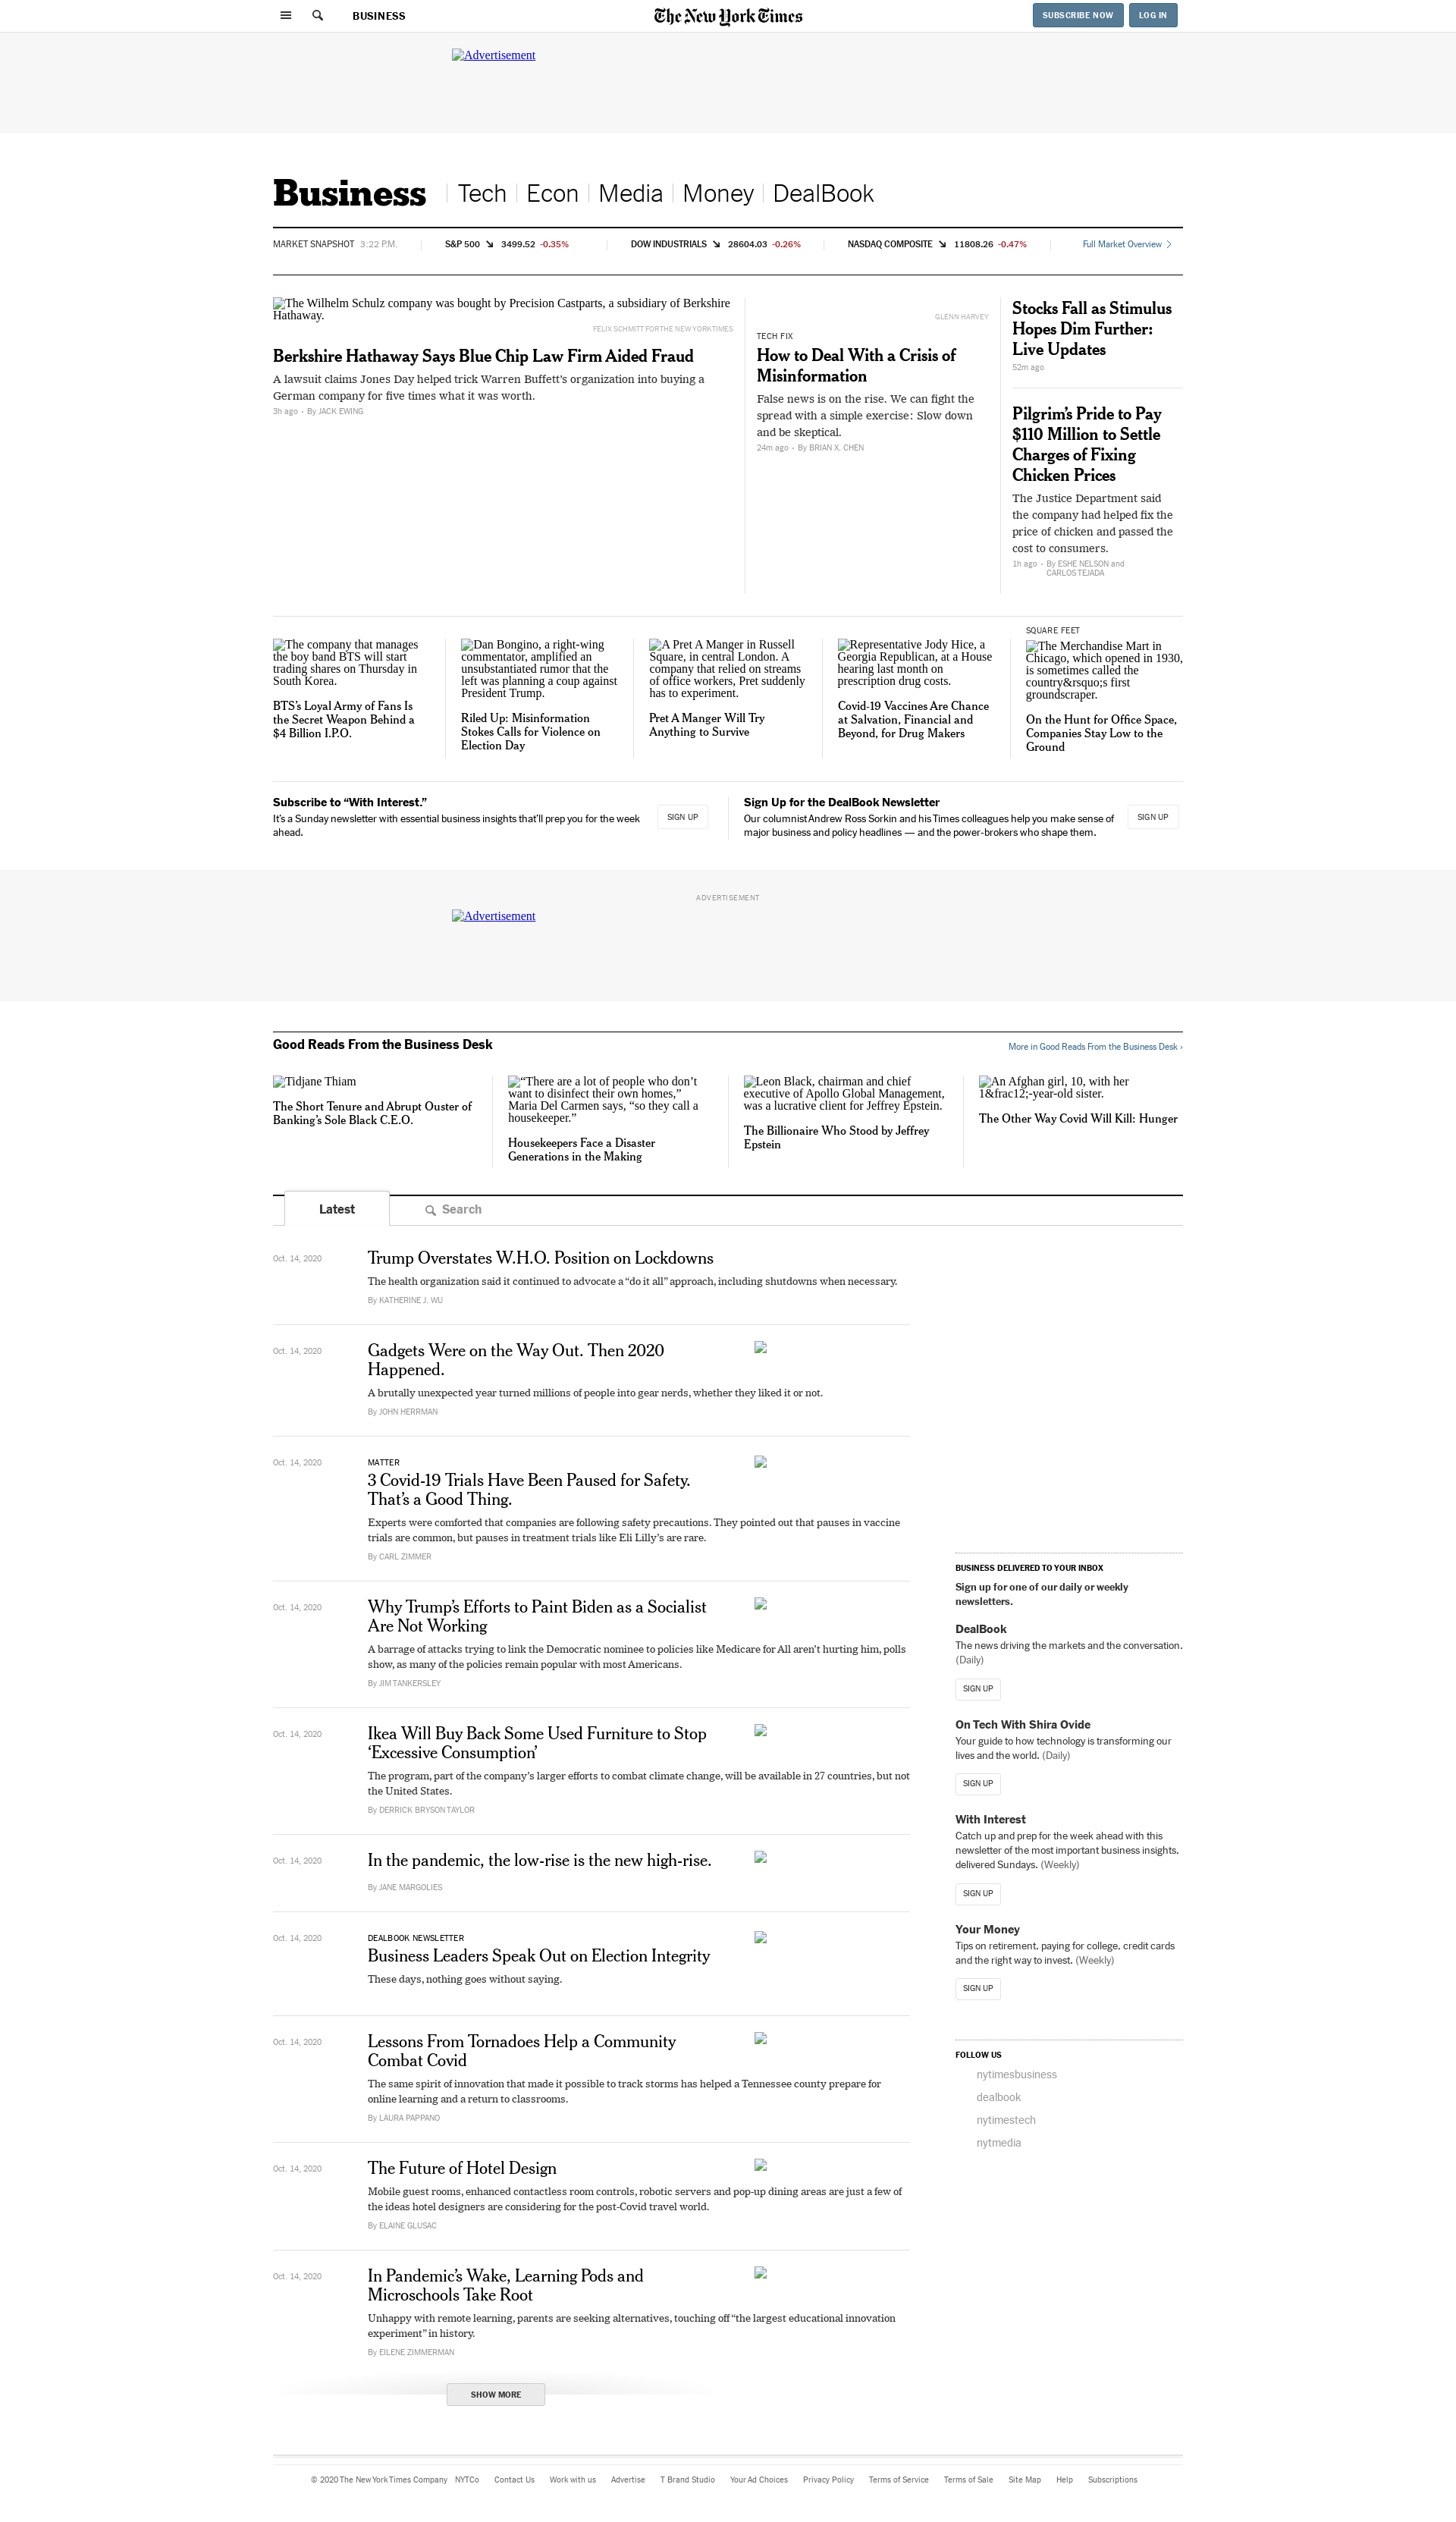 BUSINESS
The New York Times
SUBSCRIBE NOW
LOG IN
Advertisement
Business
Tech
Econ
Media
Money
DealBook
MARKET SNAPSHOT 3:22 P.M.
S&P 500 3499.52 -0.35%
DOW INDUSTRIALS 28604.03 -0.26%
NASDAQ COMPOSITE 11808.26 -0.47%
Full Market Overview
The Wilhelm Schulz company was bought by Precision Castparts, a subsidiary of Berkshire
Hathaway.
FELIX SCHMITT FOR THE NEW YORK TIMES
Berkshire Hathaway Says Blue Chip Law Firm Aided Fraud
A lawsuit claims Jones Day helped trick Warren Buffett’s organization into buying a
German company for five times what it was worth.
3h ago • By JACK EWING
GLENN HARVEY
TECH FIX
How to Deal With a Crisis of
Misinformation
False news is on the rise. We can fight the
spread with a simple exercise: Slow down
and be skeptical.
24m ago • By BRIAN X. CHEN
Stocks Fall as Stimulus
Hopes Dim Further:
Live Updates
52m ago
Pilgrim’s Pride to Pay
$110 Million to Settle
Charges of Fixing
Chicken Prices
The Justice Department said
the company had helped fix the
price of chicken and passed the
cost to consumers.
1h ago • By ESHE NELSON and
CARLOS TEJADA
The company that manages
the boy band BTS will start
trading shares on Thursday in
South Korea.
BTS’s Loyal Army of Fans Is
the Secret Weapon Behind a
$4 Billion I.P.O.
Dan Bongino, a right-wing
commentator, amplified an
unsubstantiated rumor that the
left was planning a coup against
President Trump.
Riled Up: Misinformation
Stokes Calls for Violence on
Election Day
A Pret A Manger in Russell
Square, in central London. A
company that relied on streams
of office workers, Pret suddenly
has to experiment.
Pret A Manger Will Try
Anything to Survive
Representative Jody Hice, a
Georgia Republican, at a House
hearing last month on
prescription drug costs.
Covid-19 Vaccines Are Chance
at Salvation, Financial and
Beyond, for Drug Makers
SQUARE FEET
The Merchandise Mart in
Chicago, which opened in 1930,
is sometimes called the
country&rsquo;s first
groundscraper.
On the Hunt for Office Space,
Companies Stay Low to the
Ground
Subscribe to “With Interest.”
It’s a Sunday newsletter with essential business insights that’ll prep you for the week
ahead.
SIGN UP
Sign Up for the DealBook Newsletter
Our columnist Andrew Ross Sorkin and his Times colleagues help you make sense of
major business and policy headlines — and the power-brokers who shape them.
SIGN UP
ADVERTISEMENT
Advertisement
Good Reads From the Business Desk
More in Good Reads From the Business Desk ›
Tidjane Thiam
The Short Tenure and Abrupt Ouster of
Banking’s Sole Black C.E.O.
“There are a lot of people who don’t
want to disinfect their own homes,”
Maria Del Carmen says, “so they call a
housekeeper.”
Housekeepers Face a Disaster
Generations in the Making
Leon Black, chairman and chief
executive of Apollo Global Management,
was a lucrative client for Jeffrey Epstein.
The Billionaire Who Stood by Jeffrey
Epstein
An Afghan girl, 10, with her
1&frac12;-year-old sister.
The Other Way Covid Will Kill: Hunger
Latest
Search
Oct. 14, 2020
Trump Overstates W.H.O. Position on Lockdowns
The health organization said it continued to advocate a “do it all” approach, including shutdowns when necessary.
By KATHERINE J. WU
Oct. 14, 2020
Gadgets Were on the Way Out. Then 2020
Happened.
A brutally unexpected year turned millions of people into gear nerds, whether they liked it or not.
By JOHN HERRMAN
Oct. 14, 2020
MATTER
3 Covid-19 Trials Have Been Paused for Safety.
That’s a Good Thing.
Experts were comforted that companies are following safety precautions. They pointed out that pauses in vaccine
trials are common, but pauses in treatment trials like Eli Lilly’s are rare.
By CARL ZIMMER
Oct. 14, 2020
Why Trump’s Efforts to Paint Biden as a Socialist
Are Not Working
A barrage of attacks trying to link the Democratic nominee to policies like Medicare for All aren’t hurting him, polls
show, as many of the policies remain popular with most Americans.
By JIM TANKERSLEY
Oct. 14, 2020
Ikea Will Buy Back Some Used Furniture to Stop
‘Excessive Consumption’
The program, part of the company’s larger efforts to combat climate change, will be available in 27 countries, but not
the United States.
By DERRICK BRYSON TAYLOR
Oct. 14, 2020
In the pandemic, the low-rise is the new high-rise.
By JANE MARGOLIES
Oct. 14, 2020
DEALBOOK NEWSLETTER
Business Leaders Speak Out on Election Integrity
These days, nothing goes without saying.
Oct. 14, 2020
Lessons From Tornadoes Help a Community
Combat Covid
The same spirit of innovation that made it possible to track storms has helped a Tennessee county prepare for
online learning and a return to classrooms.
By LAURA PAPPANO
Oct. 14, 2020
The Future of Hotel Design
Mobile guest rooms, enhanced contactless room controls, robotic servers and pop-up dining areas are just a few of
the ideas hotel designers are considering for the post-Covid travel world.
By ELAINE GLUSAC
Oct. 14, 2020
In Pandemic’s Wake, Learning Pods and
Microschools Take Root
Unhappy with remote learning, parents are seeking alternatives, touching off “the largest educational innovation
experiment” in history.
By EILENE ZIMMERMAN
SHOW MORE
BUSINESS DELIVERED TO YOUR INBOX
Sign up for one of our daily or weekly
newsletters.
DealBook
The news driving the markets and the conversation.
(Daily)
SIGN UP
On Tech With Shira Ovide
Your guide to how technology is transforming our
lives and the world. (Daily)
SIGN UP
With Interest
Catch up and prep for the week ahead with this
newsletter of the most important business insights,
delivered Sundays. (Weekly)
SIGN UP
Your Money
Tips on retirement, paying for college, credit cards
and the right way to invest. (Weekly)
SIGN UP
FOLLOW US
nytimesbusiness
dealbook
nytimestech
nytmedia
© 2020 The New York Times Company NYTCo Contact Us Work with us Advertise T Brand Studio Your Ad Choices Privacy Policy Terms of Service Terms of Sale Site Map Help Subscriptions